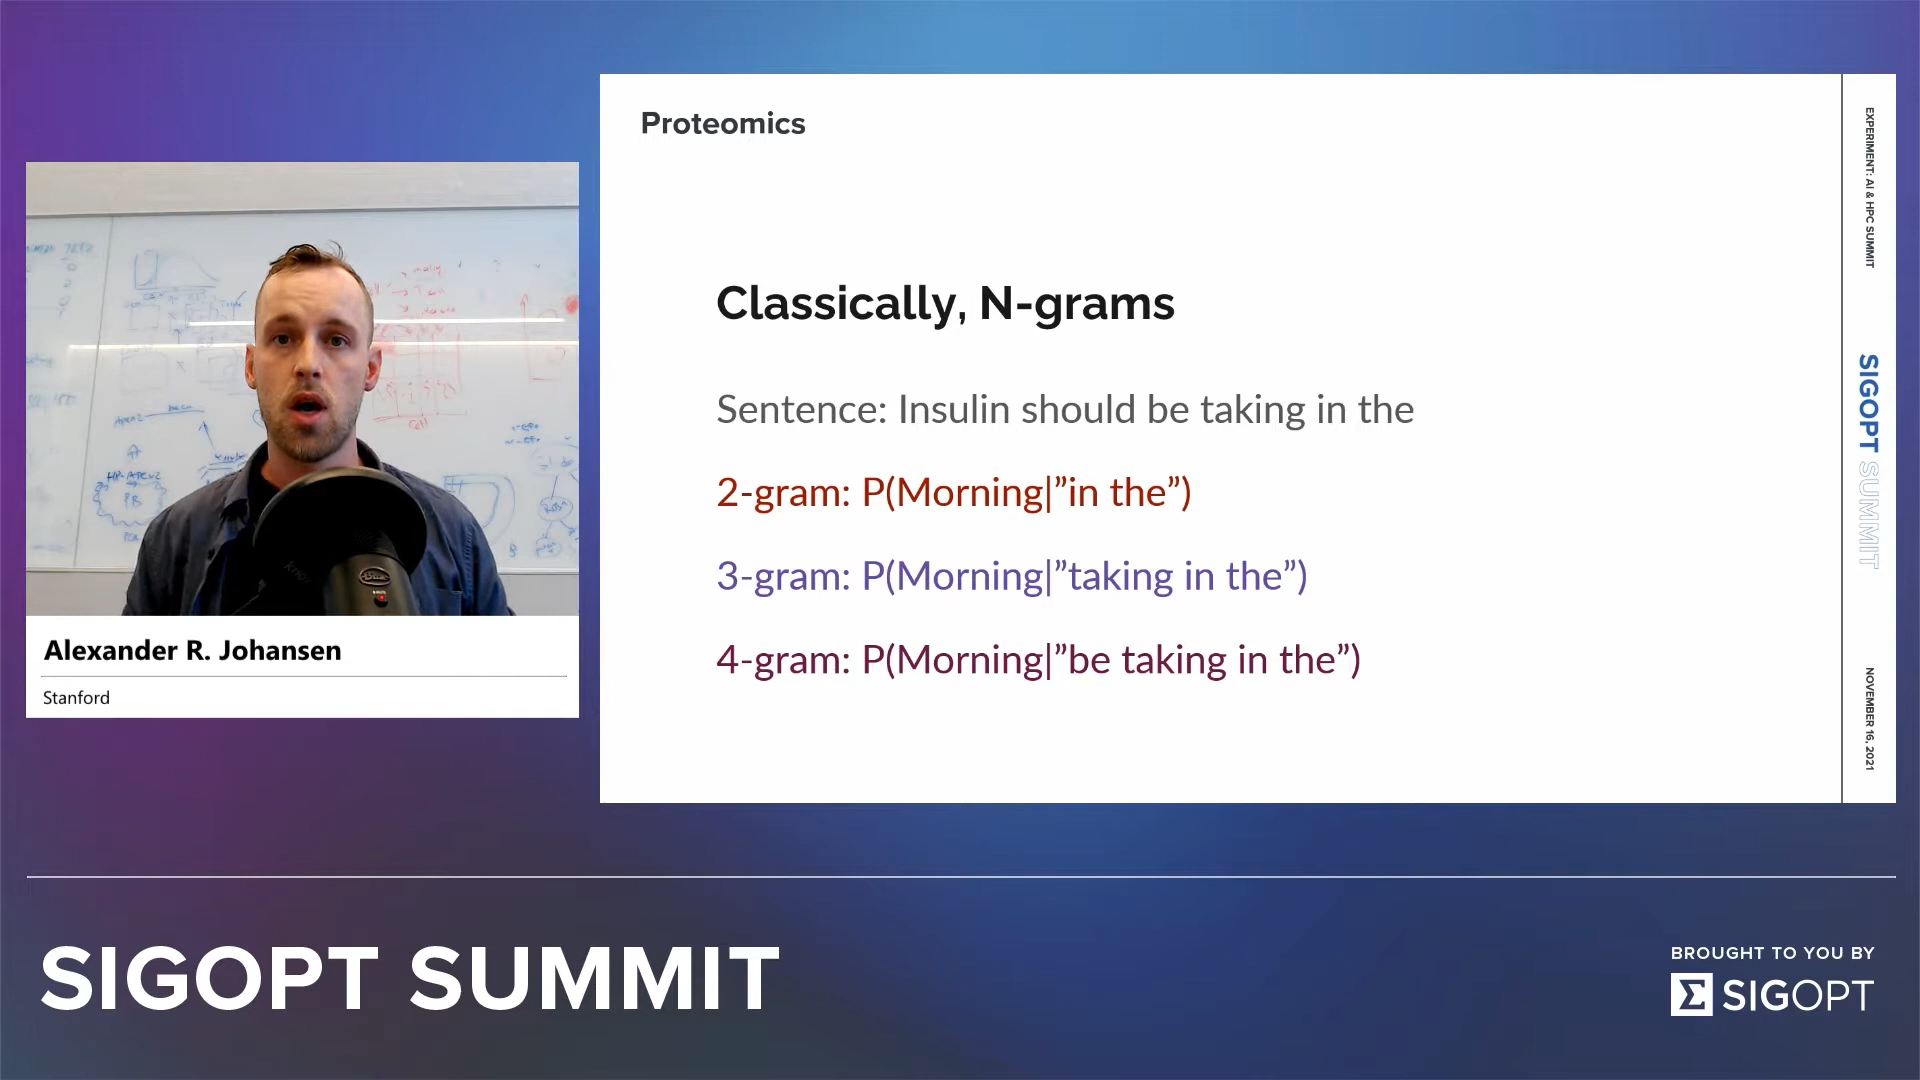 Proteomics
Classically, N-grams
Sentence: Insulin should be taking in the
2-gram: P(Morning|”in the”)
3-gram: P(Morning|”taking in the”)
4-gram: P(Morning|”be taking in the”)
EXPERIMENT: AI & HPC SUMMIT
SIGOPT SUMMIT
NOVEMBER 16, 2021
Blue
Alexander R. Johansen
Stanford
SIGOPT SUMMIT
BROUGHT TO YOU BY
SIGOPT